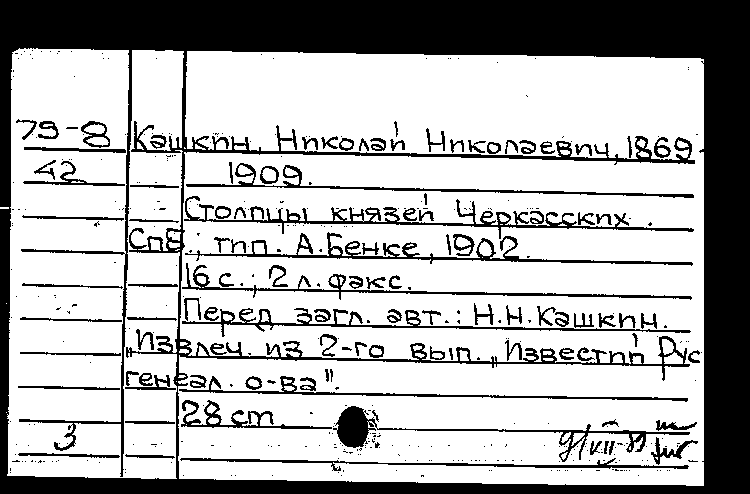 79-8 Кашкин, Николай Николаевич, 1869-
42 1909.
Столпцы князей Черкасских.
СпБ.; тип. А.Бенке, 1902.
16 с.; 2 л. факс.
Перед загл. авт.: Н.Н.Кашкин.
„Извлеч. из 2-го вып. „Известий Рус
генеал. о-ва".
28 cm.
3